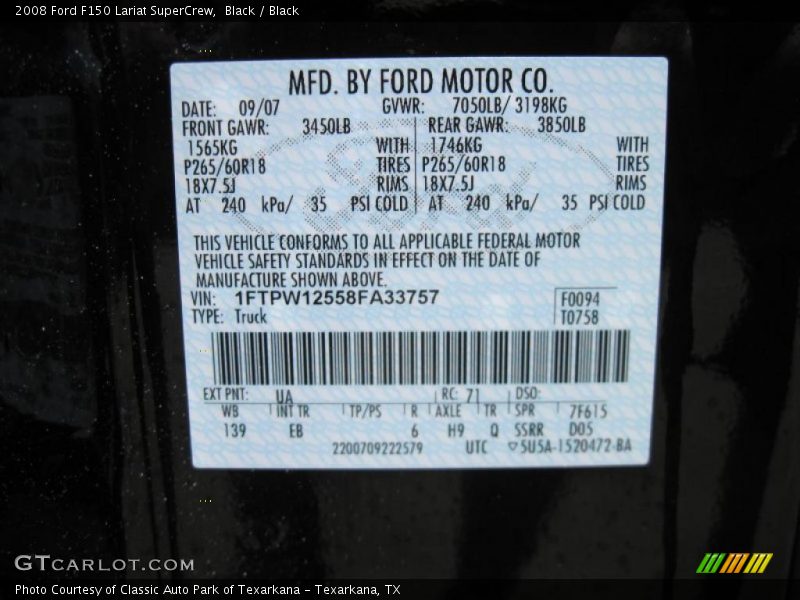 2008 Ford F150 Lariat SuperCrew, Black / Black
MFD. BY FORD MOTOR CO.
DATE: 09/07 GVWR: 7050LB/ 3198KG
FRONT GAWR: 3450LB REAR GAWR: 3850LB
1565KG WITH 1746KG WITH
P265/60R18 TIRES P265/60R18 TIRES
18X7.5J RIMS 18X7.5J RIMS
AT 240 kPa/ 35 PSI COLD AT 240 kPa/ 35 PSI COLD
THIS VEHICLE CONFORMS TO ALL APPLICABLE FEDERAL MOTOR
VEHICLE SAFETY STANDARDS IN EFFECT ON THE DATE OF
MANUFACTURE SHOWN ABOVE.
VIN: 1FTPW12558FA33757 F0094
TYPE: Truck T0758
EXT PNT: UA RC: 71 DSO:
WB INT TR TP/PS R AXLE TR SPR 7F615
139 EB 6 H9 Q SSRR D05
2200709222579 UTC ▽5U5A-1520472-BA
GTCARLOT.COM
Photo Courtesy of Classic Auto Park of Texarkana - Texarkana, TX